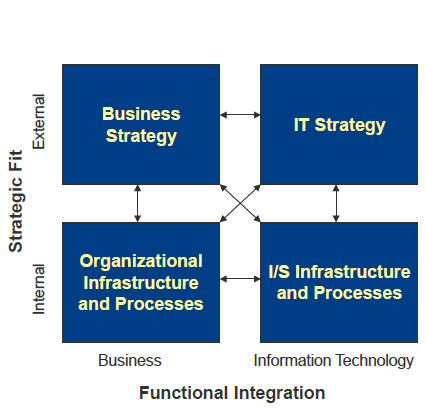 Business
Strategy
IT Strategy
External
Strategic Fit
Organizational
Infrastructure
and Processes
I/S Infrastructure
and Processes
Internal
Business
Information Technology
Functional Integration